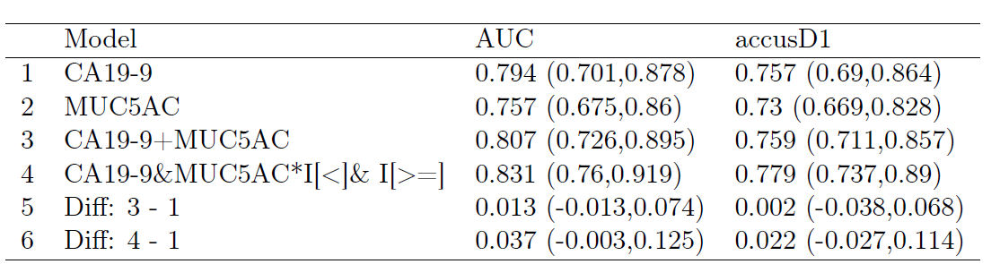 Model AUC accusD1
1 CA19-9 0.794 (0.701,0.878) 0.757 (0.69,0.864)
2 MUC5AC 0.757 (0.675,0.86) 0.73 (0.669,0.828)
3 CA19-9+MUC5AC 0.807 (0.726,0.895) 0.759 (0.711,0.857)
4 CA19-9&MUC5AC*I[<]& I[>=] 0.831 (0.76,0.919) 0.779 (0.737,0.89)
5 Diff: 3 - 1 0.013 (-0.013,0.074) 0.002 (-0.038,0.068)
6 Diff: 4 - 1 0.037 (-0.003,0.125) 0.022 (-0.027,0.114)